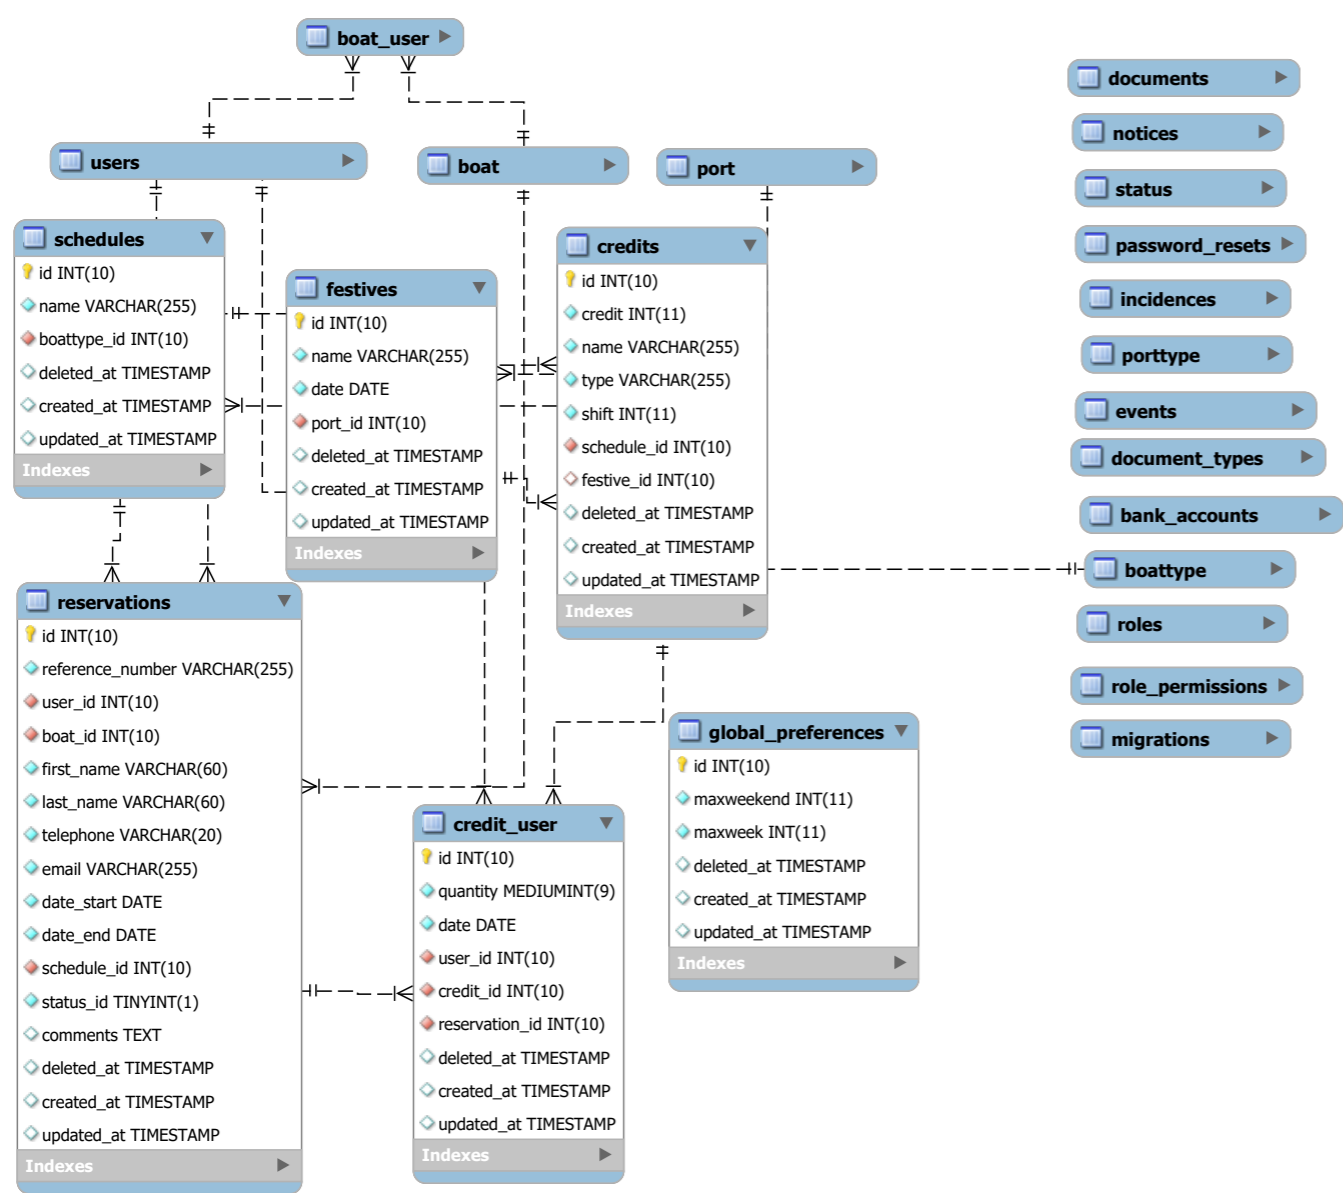 boat_user
users
boat
port
schedules
id INT(10)
name VARCHAR(255)
boattype_id INT(10)
deleted_at TIMESTAMP
created_at TIMESTAMP
updated_at TIMESTAMP
Indexes
festives
id INT(10)
name VARCHAR(255)
date DATE
port_id INT(10)
deleted_at TIMESTAMP
created_at TIMESTAMP
updated_at TIMESTAMP
Indexes
credits
id INT(10)
credit INT(11)
name VARCHAR(255)
type VARCHAR(255)
shift INT(11)
schedule_id INT(10)
festive_id INT(10)
deleted_at TIMESTAMP
created_at TIMESTAMP
updated_at TIMESTAMP
Indexes
reservations
id INT(10)
reference_number VARCHAR(255)
user_id INT(10)
boat_id INT(10)
first_name VARCHAR(60)
last_name VARCHAR(60)
telephone VARCHAR(20)
email VARCHAR(255)
date_start DATE
date_end DATE
schedule_id INT(10)
status_id TINYINT(1)
comments TEXT
deleted_at TIMESTAMP
created_at TIMESTAMP
updated_at TIMESTAMP
Indexes
credit_user
id INT(10)
quantity MEDIUMINT(9)
date DATE
user_id INT(10)
credit_id INT(10)
reservation_id INT(10)
deleted_at TIMESTAMP
created_at TIMESTAMP
updated_at TIMESTAMP
Indexes
global_preferences
id INT(10)
maxweekend INT(11)
maxweek INT(11)
deleted_at TIMESTAMP
created_at TIMESTAMP
updated_at TIMESTAMP
Indexes
documents
notices
status
password_resets
incidences
porttype
events
document_types
bank_accounts
boattype
roles
role_permissions
migrations